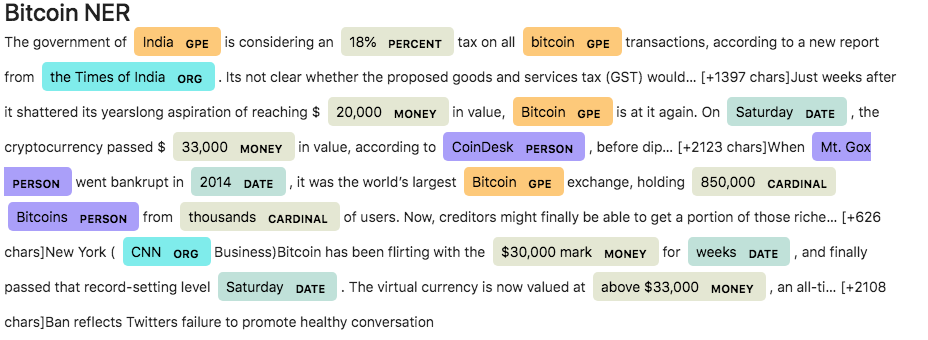 Bitcoin NER
The government of India GPE is considering an 18% PERCENT tax on all bitcoin GPE transactions, according to a new report
from the Times of India ORG . Its not clear whether the proposed goods and services tax (GST) would... [+1397 chars]Just weeks after
it shattered its yearslong aspiration of reaching $ 20,000 MONEY in value, Bitcoin GPE is at it again. On Saturday DATE , the
cryptocurrency passed $ 33,000 MONEY in value, according to CoinDesk PERSON , before dip... [+2123 chars]When Mt. Gox
PERSON went bankrupt in 2014 DATE , it was the world's largest Bitcoin GPE exchange, holding 850,000 CARDINAL
Bitcoins PERSON from thousands CARDINAL of users. Now, creditors might finally be able to get a portion of those riche... [+626
chars]New York ( CNN ORG Business)Bitcoin has been flirting with the $30,000 mark MONEY for weeks DATE , and finally
passed that record-setting level Saturday DATE . The virtual currency is now valued at above $33,000 MONEY , an all-ti... [+2108
chars]Ban reflects Twitters failure to promote healthy conversation